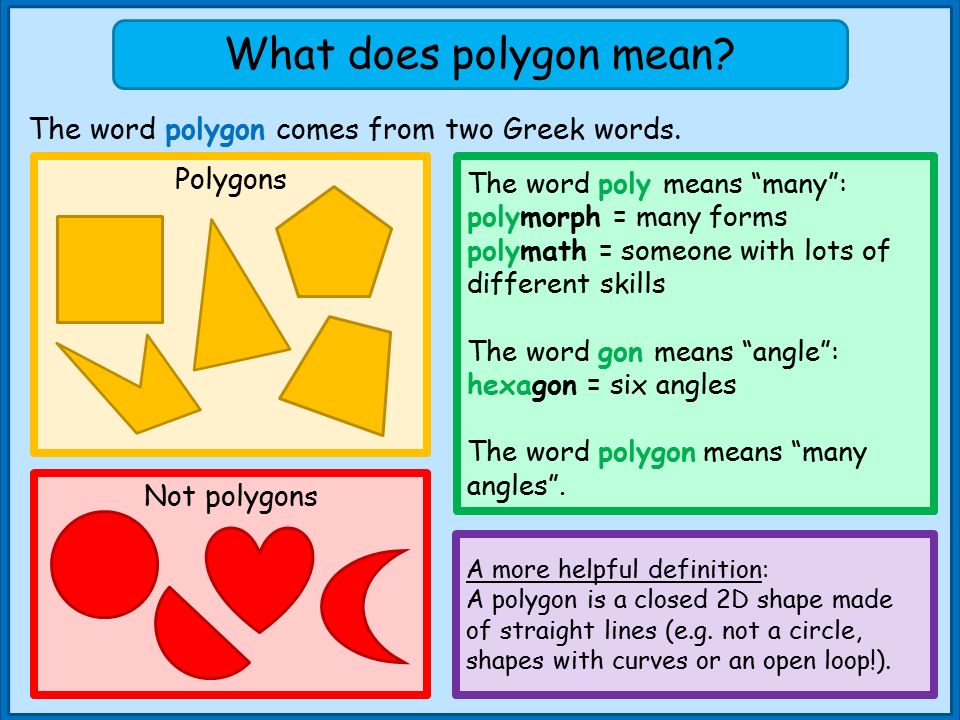 What does polygon mean?
The word polygon comes from two Greek words.
Polygons
Not polygons
The word poly means “many”:
polymorph = many forms
polymath = someone with lots of
different skills
The word gon means “angle”:
hexagon = six angles
The word polygon means “many
angles”.
A more helpful definition:
A polygon is a closed 2D shape made
of straight lines (e.g. not a circle,
shapes with curves or an open loop!).